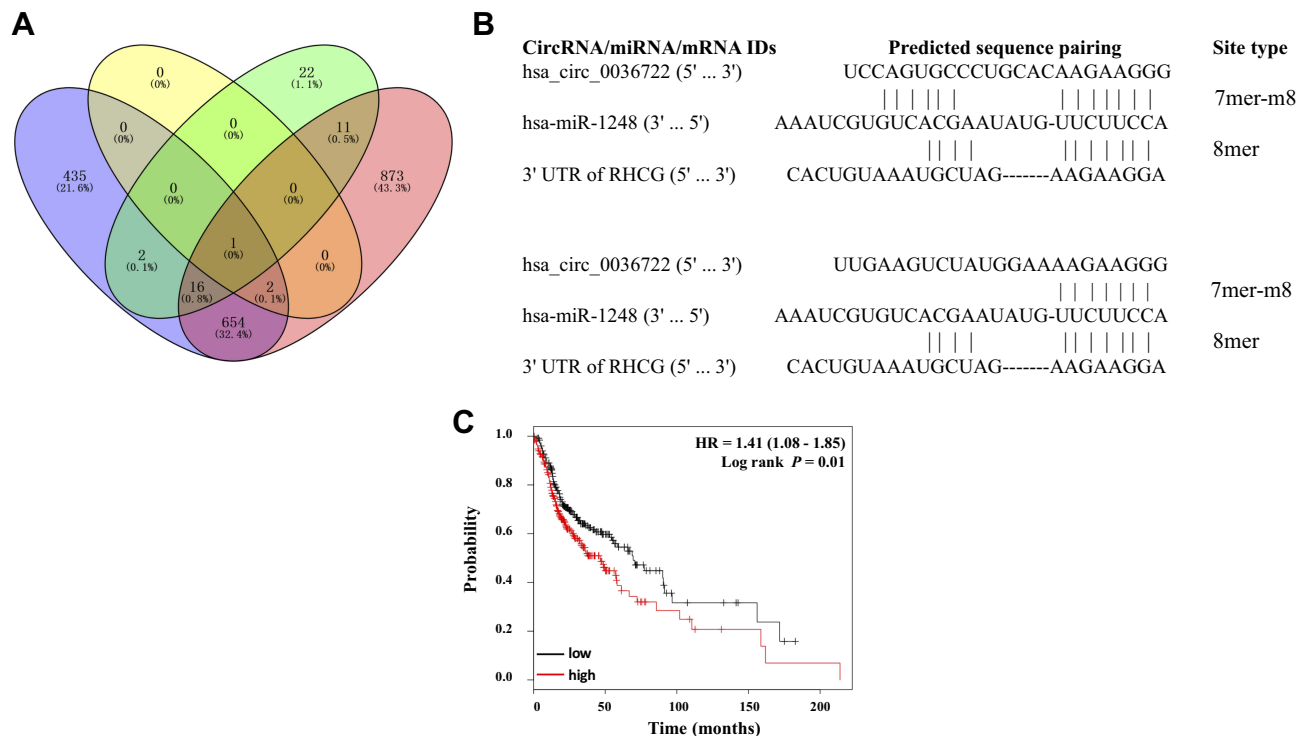 A
0
(0%)
22
(1.1%)
0
(0%)
0
(0%)
11
(0.5%)
435
(21.6%)
873
(43.3%)
0
(0%)
0
(0%)
1
(0%)
2
(0.1%)
0
(0%)
16
(0.8%)
2
(0.1%)
654
(32.4%)
B
CircRNA/miRNA/mRNA IDs Predicted sequence pairing Site type
hsa_circ_0036722 (5' ... 3') UCCAGUGCCCUGCACAAGAAGGG
7mer-m8
hsa-miR-1248 (3' ... 5') AAAUCGUGUCACGAAUAUG-UUCUUCCA
8mer
3' UTR of RHCG (5' ... 3') CACUGUAAAUGCUAG-------AAGAAGGA
hsa_circ_0036722 (5' ... 3') UUGAAGUCUAUGGAAAAGAAGGG
7mer-m8
hsa-miR-1248 (3' ... 5') AAAUCGUGUCACGAAUAUG-UUCUUCCA
8mer
3' UTR of RHCG (5' ... 3') CACUGUAAAUGCUAG-------AAGAAGGA
C
HR = 1.41 (1.08 - 1.85)
Log rank P = 0.01
Probability
1.0
0.8
0.6
0.4
0.2
0.0
low
high
0 50 100 150 200
Time (months)